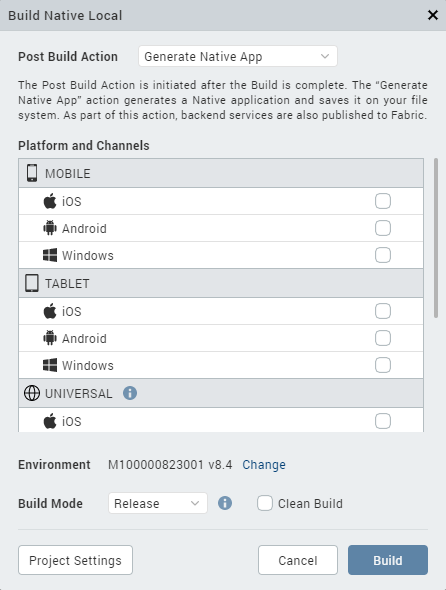 Build Native Local
Post Build Action Generate Native App
The Post Build Action is initiated after the Build is complete. The “Generate
Native App” action generates a Native application and saves it on your file
system. As part of this action, backend services are also published to Fabric.
Platform and Channels
MOBILE
iOS
Android
Windows
TABLET
iOS
Android
Windows
UNIVERSAL
iOS
Environment M100000823001 v8.4 Change
Build Mode Release Clean Build
Project Settings Cancel Build